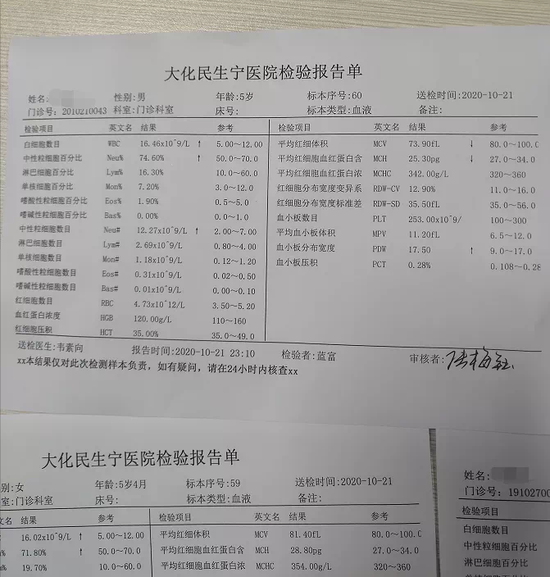 大化民生宁医院检验报告单
姓名: 性别:男 年龄:5岁 标本序号:60 送检时间:2020-10-21
门诊号:2010210043 科室:门诊科室 床号: 标本类型:血液 备注:
检验项目 英文名 结果 参考 检验项目 英文名 结果 参考
白细胞数目 WBC 16.46x10^9/L ↑ 5.00~12.00 平均红细体积 MCV 73.90fL ↓ 80.0~100.0
中性粒细胞百分比 Neu% 74.60% ↑ 50.0~70.0 平均红细胞血红蛋白含 MCH 25.30pg ↓ 27.0~34.0
淋巴细胞百分比 Lym% 16.30% 10.0~60.0 平均红细胞血红蛋白浓 MCHC 342.00g/L 320~360
单核细胞百分比 Mon% 7.20% 3.0~12.0 红细胞分布宽度变异系 RDW-CV 12.90% 11.0~16.0
嗜酸性粒细胞百分比 Eos% 1.90% 0.5~5.0 红细胞分布宽度标准差 RDW-SD 35.50fL 35.0~56.0
嗜碱性粒细胞百分比 Bas% 0.00% 0.0~1.0 血小板数目 PLT 253.00x10^9/ 100~300
中性粒细胞数目 Neu# 12.27x10^9/L ↑ 2.00~7.00 平均血小板体积 MPV 11.20fL 6.5~12.0
淋巴细胞数目 Lym# 2.69x10^9/L 0.80~4.00 血小板分布宽度 PDW 17.50 ↑ 9.0~17.0
单核细胞数目 Mon# 1.18x10^9/L 0.12~1.20 血小板压积 PCT 0.28% 0.108~0.28
嗜酸性粒细胞数目 Eos# 0.31x10^9/L 0.02~0.50
嗜碱性粒细胞数目 Bas# 0.01x10^9/L 0.00~0.10
红细胞数目 RBC 4.73x10^12/L 3.50~5.20
血红蛋白浓度 HGB 120.00g/L 110~160
红细胞压积 HCT 35.00% 35.0~49.0
送检医生:韦素向 报告时间:2020-10-21 23:10 检验者:蓝富 审核者:
xx本结果仅对此次检测样本负责,如有疑问,请在24小时内核查xx
大化民生宁医院检验报告单
别:女 年龄:5岁4月 标本序号:59 送检时间:2020-10-21
室:门诊科室 床号: 标本类型:血液 备注:
结果 参考 检验项目 英文名 结果 参考
16.02x10^9/L ↑ 5.00~12.00 平均红细体积 MCV 81.40fL 80.0~100.
71.80% ↑ 50.0~70.0 平均红细胞血红蛋白含 MCH 28.80pg 27.0~34.0
19.70% 10.0~60.0 平均红细胞血红蛋白浓 MCHC 354.00g/L 320~360
姓名:
门诊号:1910270
检验项目
白细胞数目
中性粒细胞百分比
淋巴细胞百分比